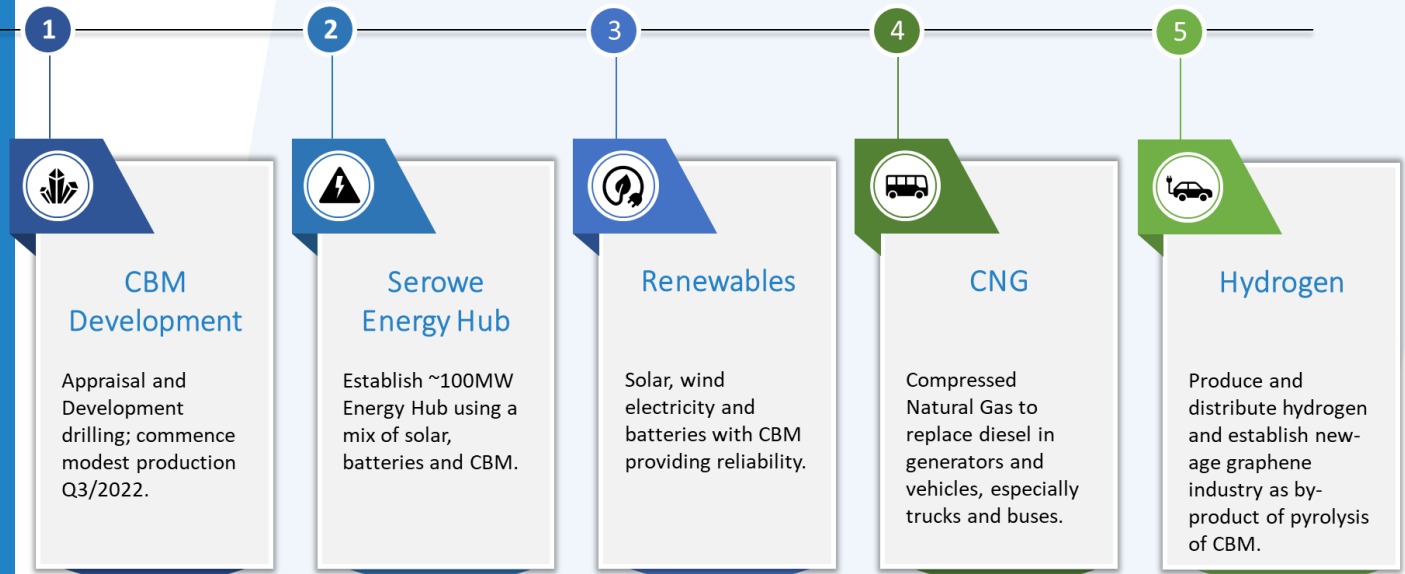 1
2
3
4
5
CBM
Development
Appraisal and
Development
drilling; commence
modest production
Q3/2022.
Serowe
Energy Hub
Establish ~100MW
Energy Hub using a
mix of solar,
batteries and CBM.
Renewables
Solar, wind
electricity and
batteries with CBM
providing reliability.
CNG
Compressed
Natural Gas to
replace diesel in
generators and
vehicles, especially
trucks and buses.
Hydrogen
Produce and
distribute hydrogen
and establish new-
age graphene
industry as by-
product of pyrolysis
of CBM.